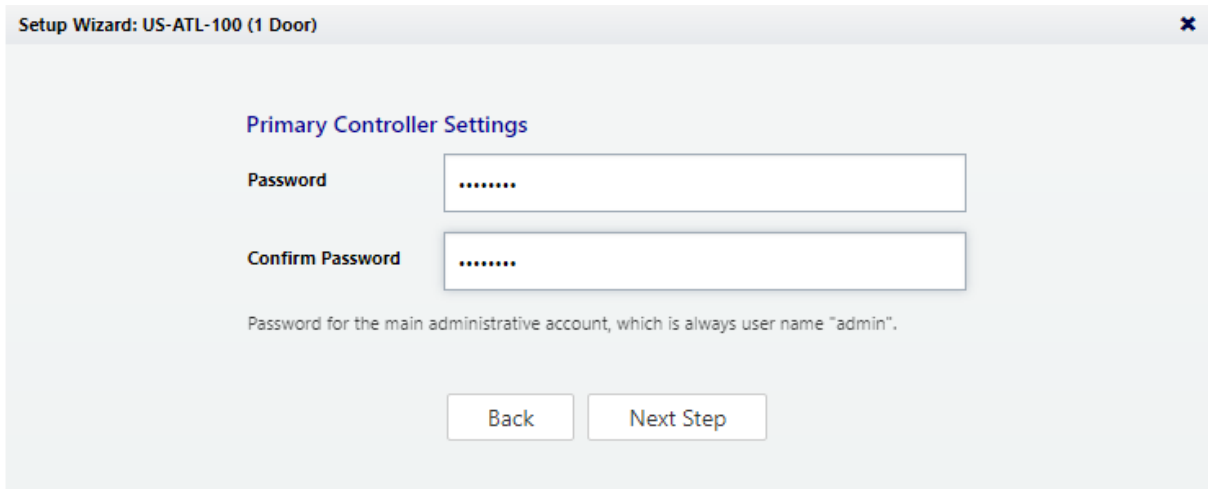 Setup Wizard: US-ATL-100 (1 Door)
Primary Controller Settings
Password ••••••••
Confirm Password ••••••••
Password for the main administrative account, which is always user name "admin".
Back Next Step